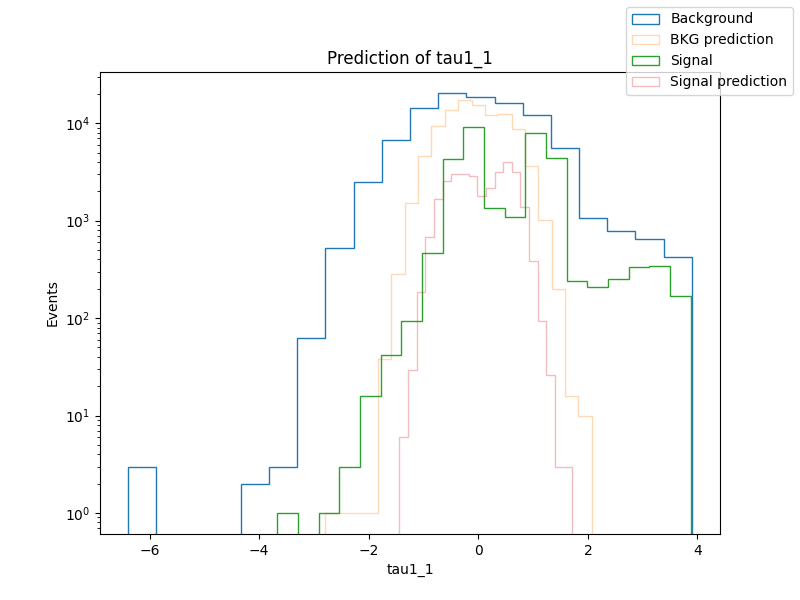 Prediction of tau1_1
Background
BKG prediction
Signal
Signal prediction
Events
10⁴
10³
10²
10¹
10⁰
−6
−4
−2
0
2
4
tau1_1